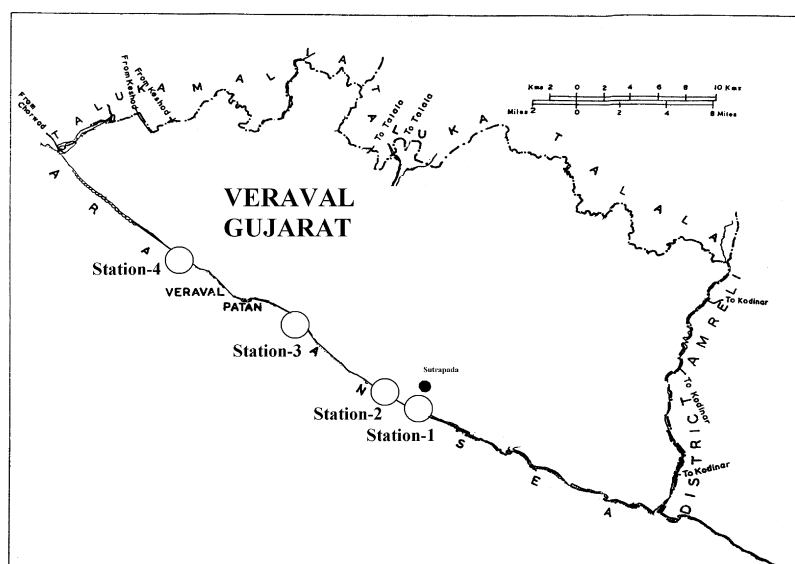 TALUKA MALIYA
TALUKA TALALA
From Chorwad
From Keshod
From Keshod
To Talala
To Talala
Kms 2 0 2 4 6 8 10 Kms
Miles 2 0 2 4 6 8 Miles
VERAVAL
GUJARAT
ARABIAN SEA
Station-4
VERAVAL
PATAN
Station-3
Sutrapada
Station-2
Station-1
DISTRICT AMRELI
To Kodinar
To Kodinar
To Kodinar